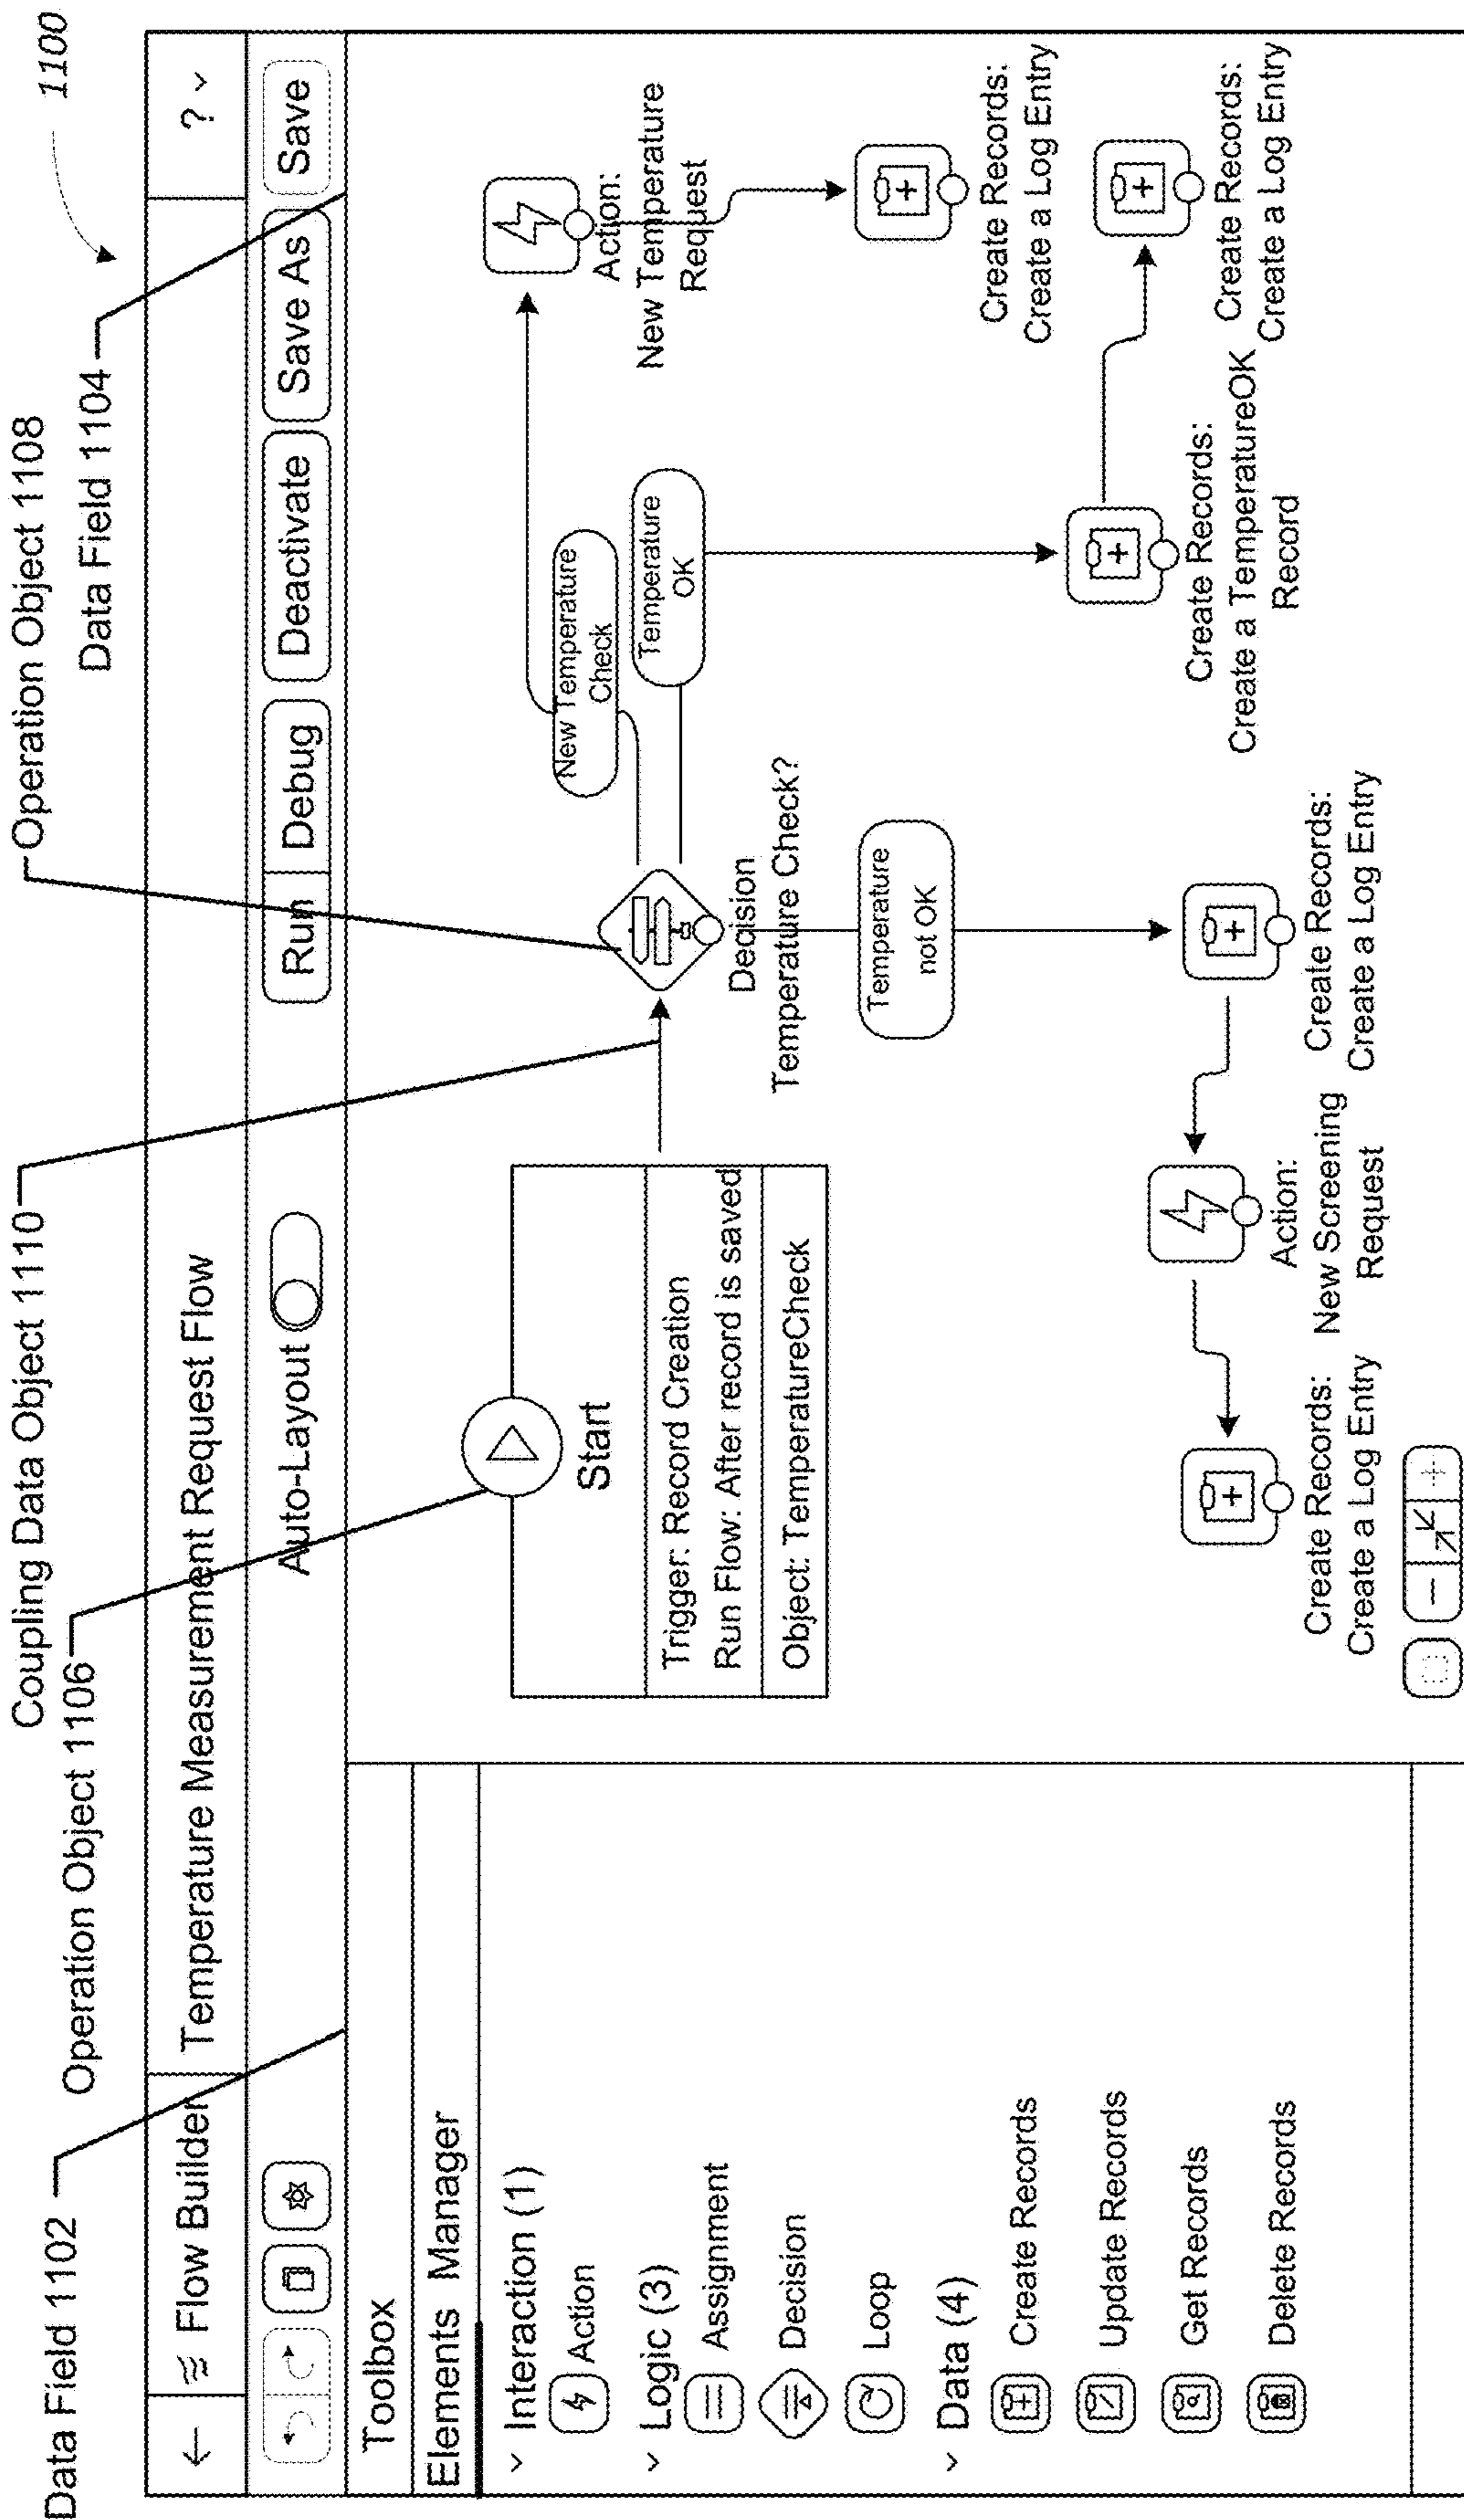 1100
Operation Object 1108
Data Field 1104
Coupling Data Object 1110
Operation Object 1106
Data Field 1102
Flow Builder
Temperature Measurement Request Flow
?
Auto-Layout
Run
Debug
Deactivate
Save As
Save
Toolbox
Elements Manager
Interaction (1)
Action
Logic (3)
Assignment
Decision
Loop
Data (4)
Create Records
Update Records
Get Records
Delete Records
Start
Trigger: Record Creation
Run Flow: After record is saved
Object: TemperatureCheck
Decision
Temperature Check?
New Temperature
Check
Temperature
OK
Temperature
not OK
Action:
New Temperature
Request
Create Records:
Create a Log Entry
Create Records:
Create a TemperatureOK
Record
Create Records:
Create a Log Entry
Create Records:
Create a Log Entry
Action:
New Screening
Request
Create Records:
Create a Log Entry